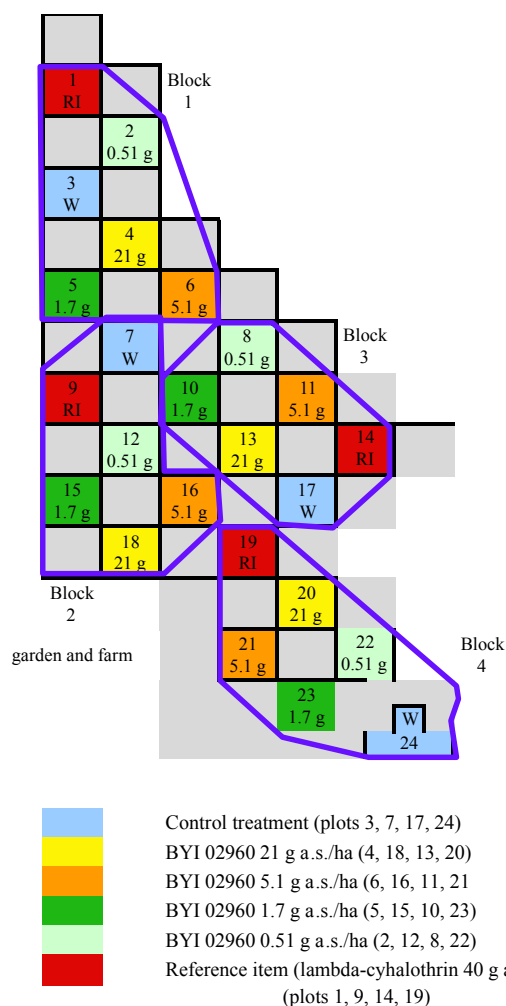 1
RI
Block
1
2
0.51 g
3
W
4
21 g
5
1.7 g
6
5.1 g
7
W
8
0.51 g
Block
3
9
RI
10
1.7 g
11
5.1 g
12
0.51 g
13
21 g
14
RI
15
1.7 g
16
5.1 g
17
W
18
21 g
19
RI
Block
2
20
21 g
garden and farm
21
5.1 g
22
0.51 g
Block
4
23
1.7 g
W
24
Control treatment (plots 3, 7, 17, 24)
BYI 02960 21 g a.s./ha (4, 18, 13, 20)
BYI 02960 5.1 g a.s./ha (6, 16, 11, 21
BYI 02960 1.7 g a.s./ha (5, 15, 10, 23)
BYI 02960 0.51 g a.s./ha (2, 12, 8, 22)
Reference item (lambda-cyhalothrin 40 g a
(plots 1, 9, 14, 19)